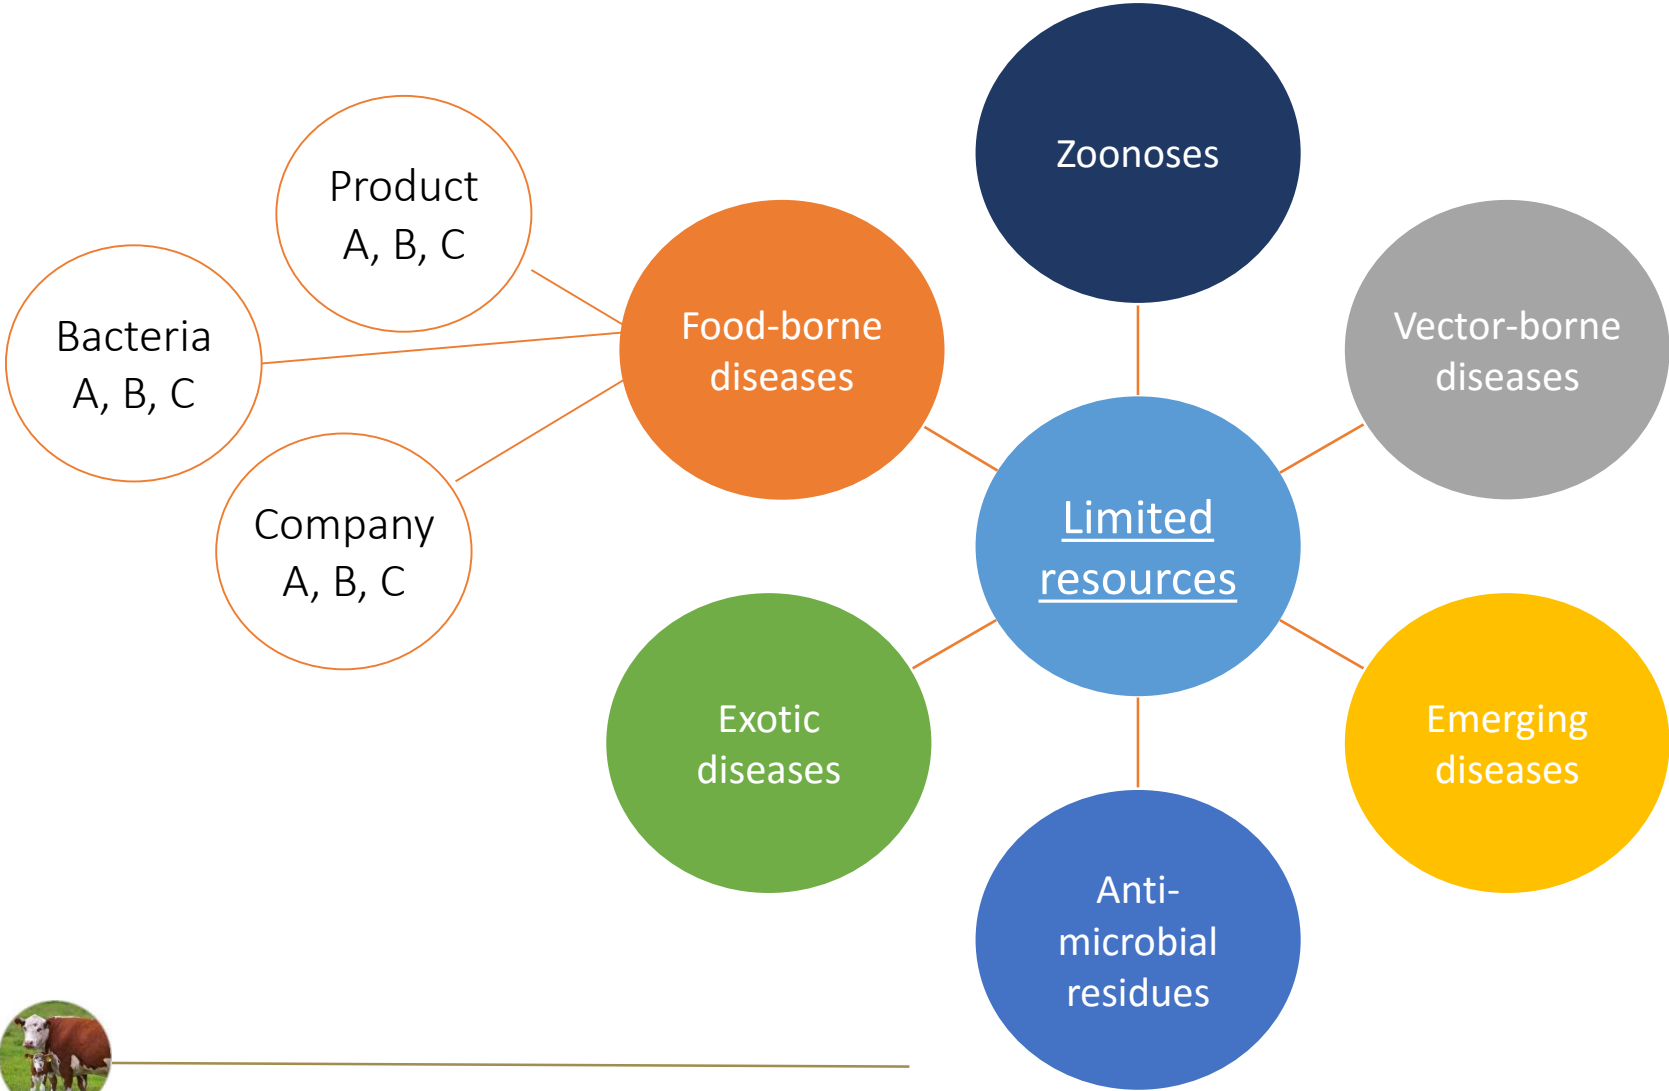 Zoonoses
Product
A, B, C
Bacteria
A, B, C
Food-borne
diseases
Vector-borne
diseases
Company
A, B, C
Limited
resources
Exotic
diseases
Emerging
diseases
Anti-
microbial
residues